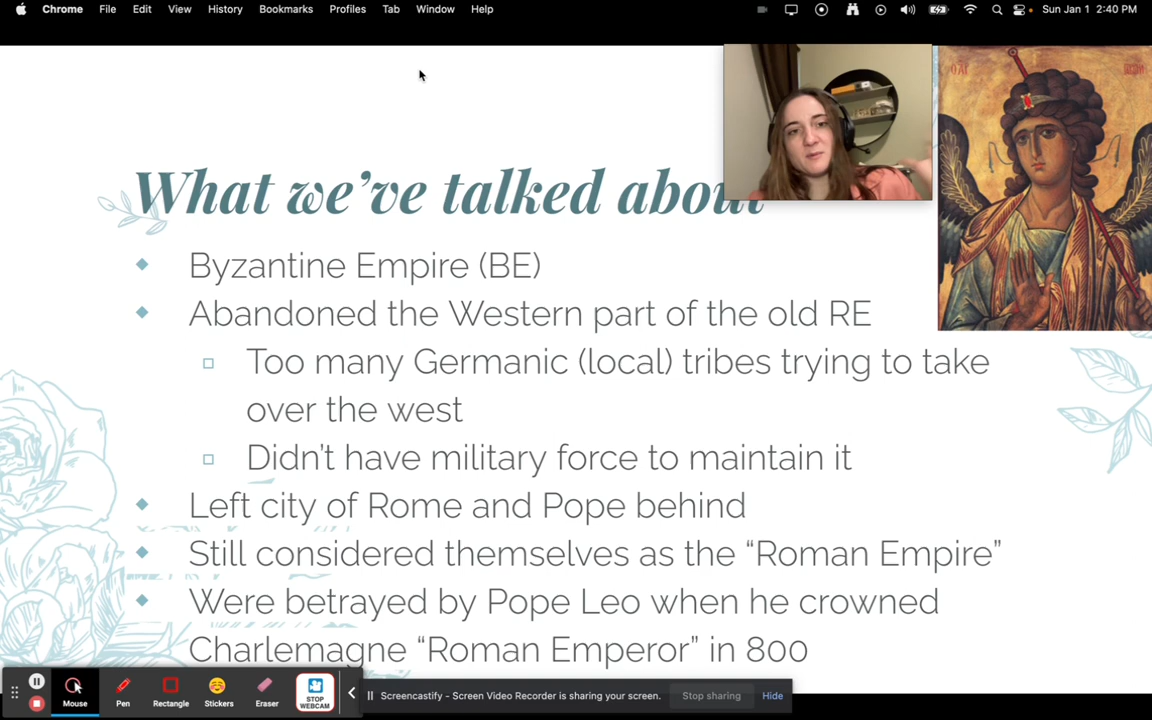 Chrome File Edit View History Bookmarks Profiles Tab Window Help Sun Jan 1 2:40 PM
What we've talked about
◆ Byzantine Empire (BE)
◆ Abandoned the Western part of the old RE
▫ Too many Germanic (local) tribes trying to take
over the west
▫ Didn't have military force to maintain it
◆ Left city of Rome and Pope behind
◆ Still considered themselves as the “Roman Empire”
◆ Were betrayed by Pope Leo when he crowned
Charlemagne “Roman Emperor” in 800
Mouse Pen Rectangle Stickers Eraser STOP WEBCAM
Screencastify - Screen Video Recorder is sharing your screen. Stop sharing Hide